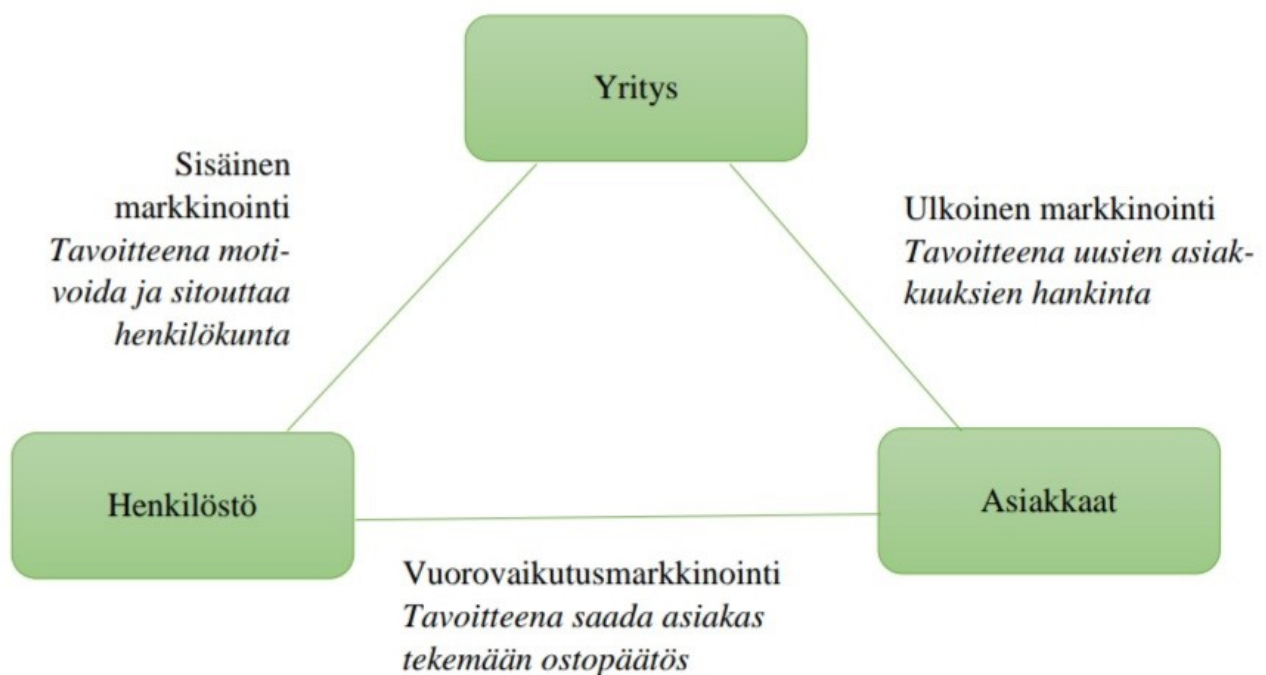 Yritys
Sisäinen
markkinointi
Tavoitteena moti-
voida ja sitouttaa
henkilökunta
Ulkoinen markkinointi
Tavoitteena uusien asiak-
kuuksien hankinta
Henkilöstö
Asiakkaat
Vuorovaikutusmarkkinointi
Tavoitteena saada asiakas
tekemään ostopäätös